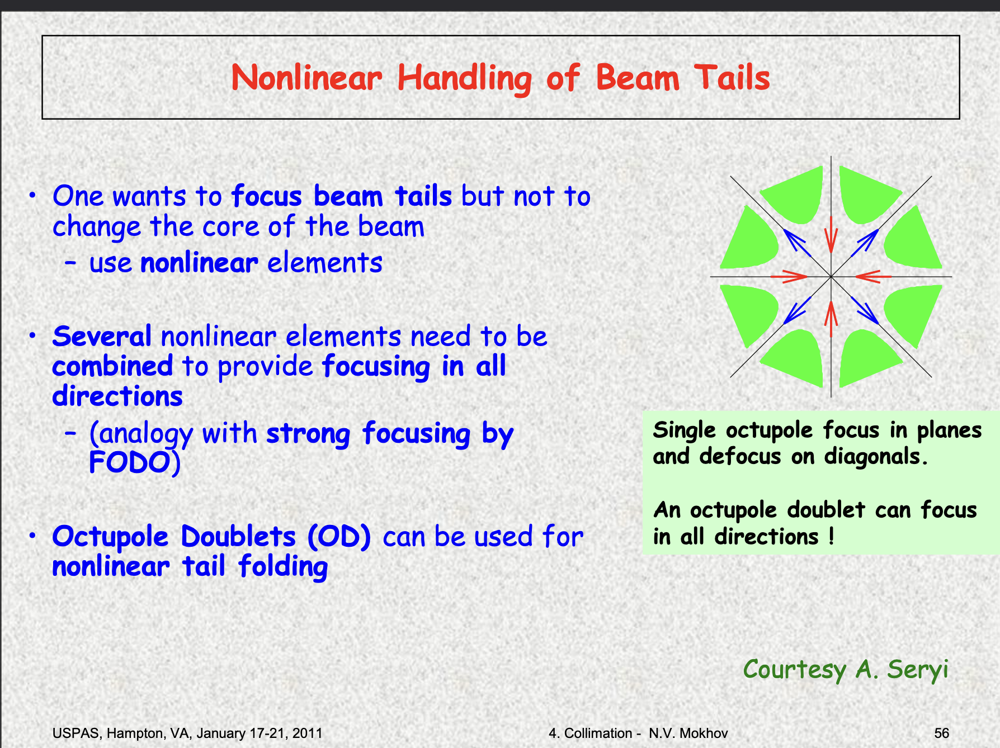 Nonlinear Handling of Beam Tails
• One wants to focus beam tails but not to
change the core of the beam
– use nonlinear elements
• Several nonlinear elements need to be
combined to provide focusing in all
directions
– (analogy with strong focusing by
FODO)
• Octupole Doublets (OD) can be used for
nonlinear tail folding
Single octupole focus in planes
and defocus on diagonals.
An octupole doublet can focus
in all directions !
Courtesy A. Seryi
USPAS, Hampton, VA, January 17-21, 2011
4. Collimation - N.V. Mokhov
56